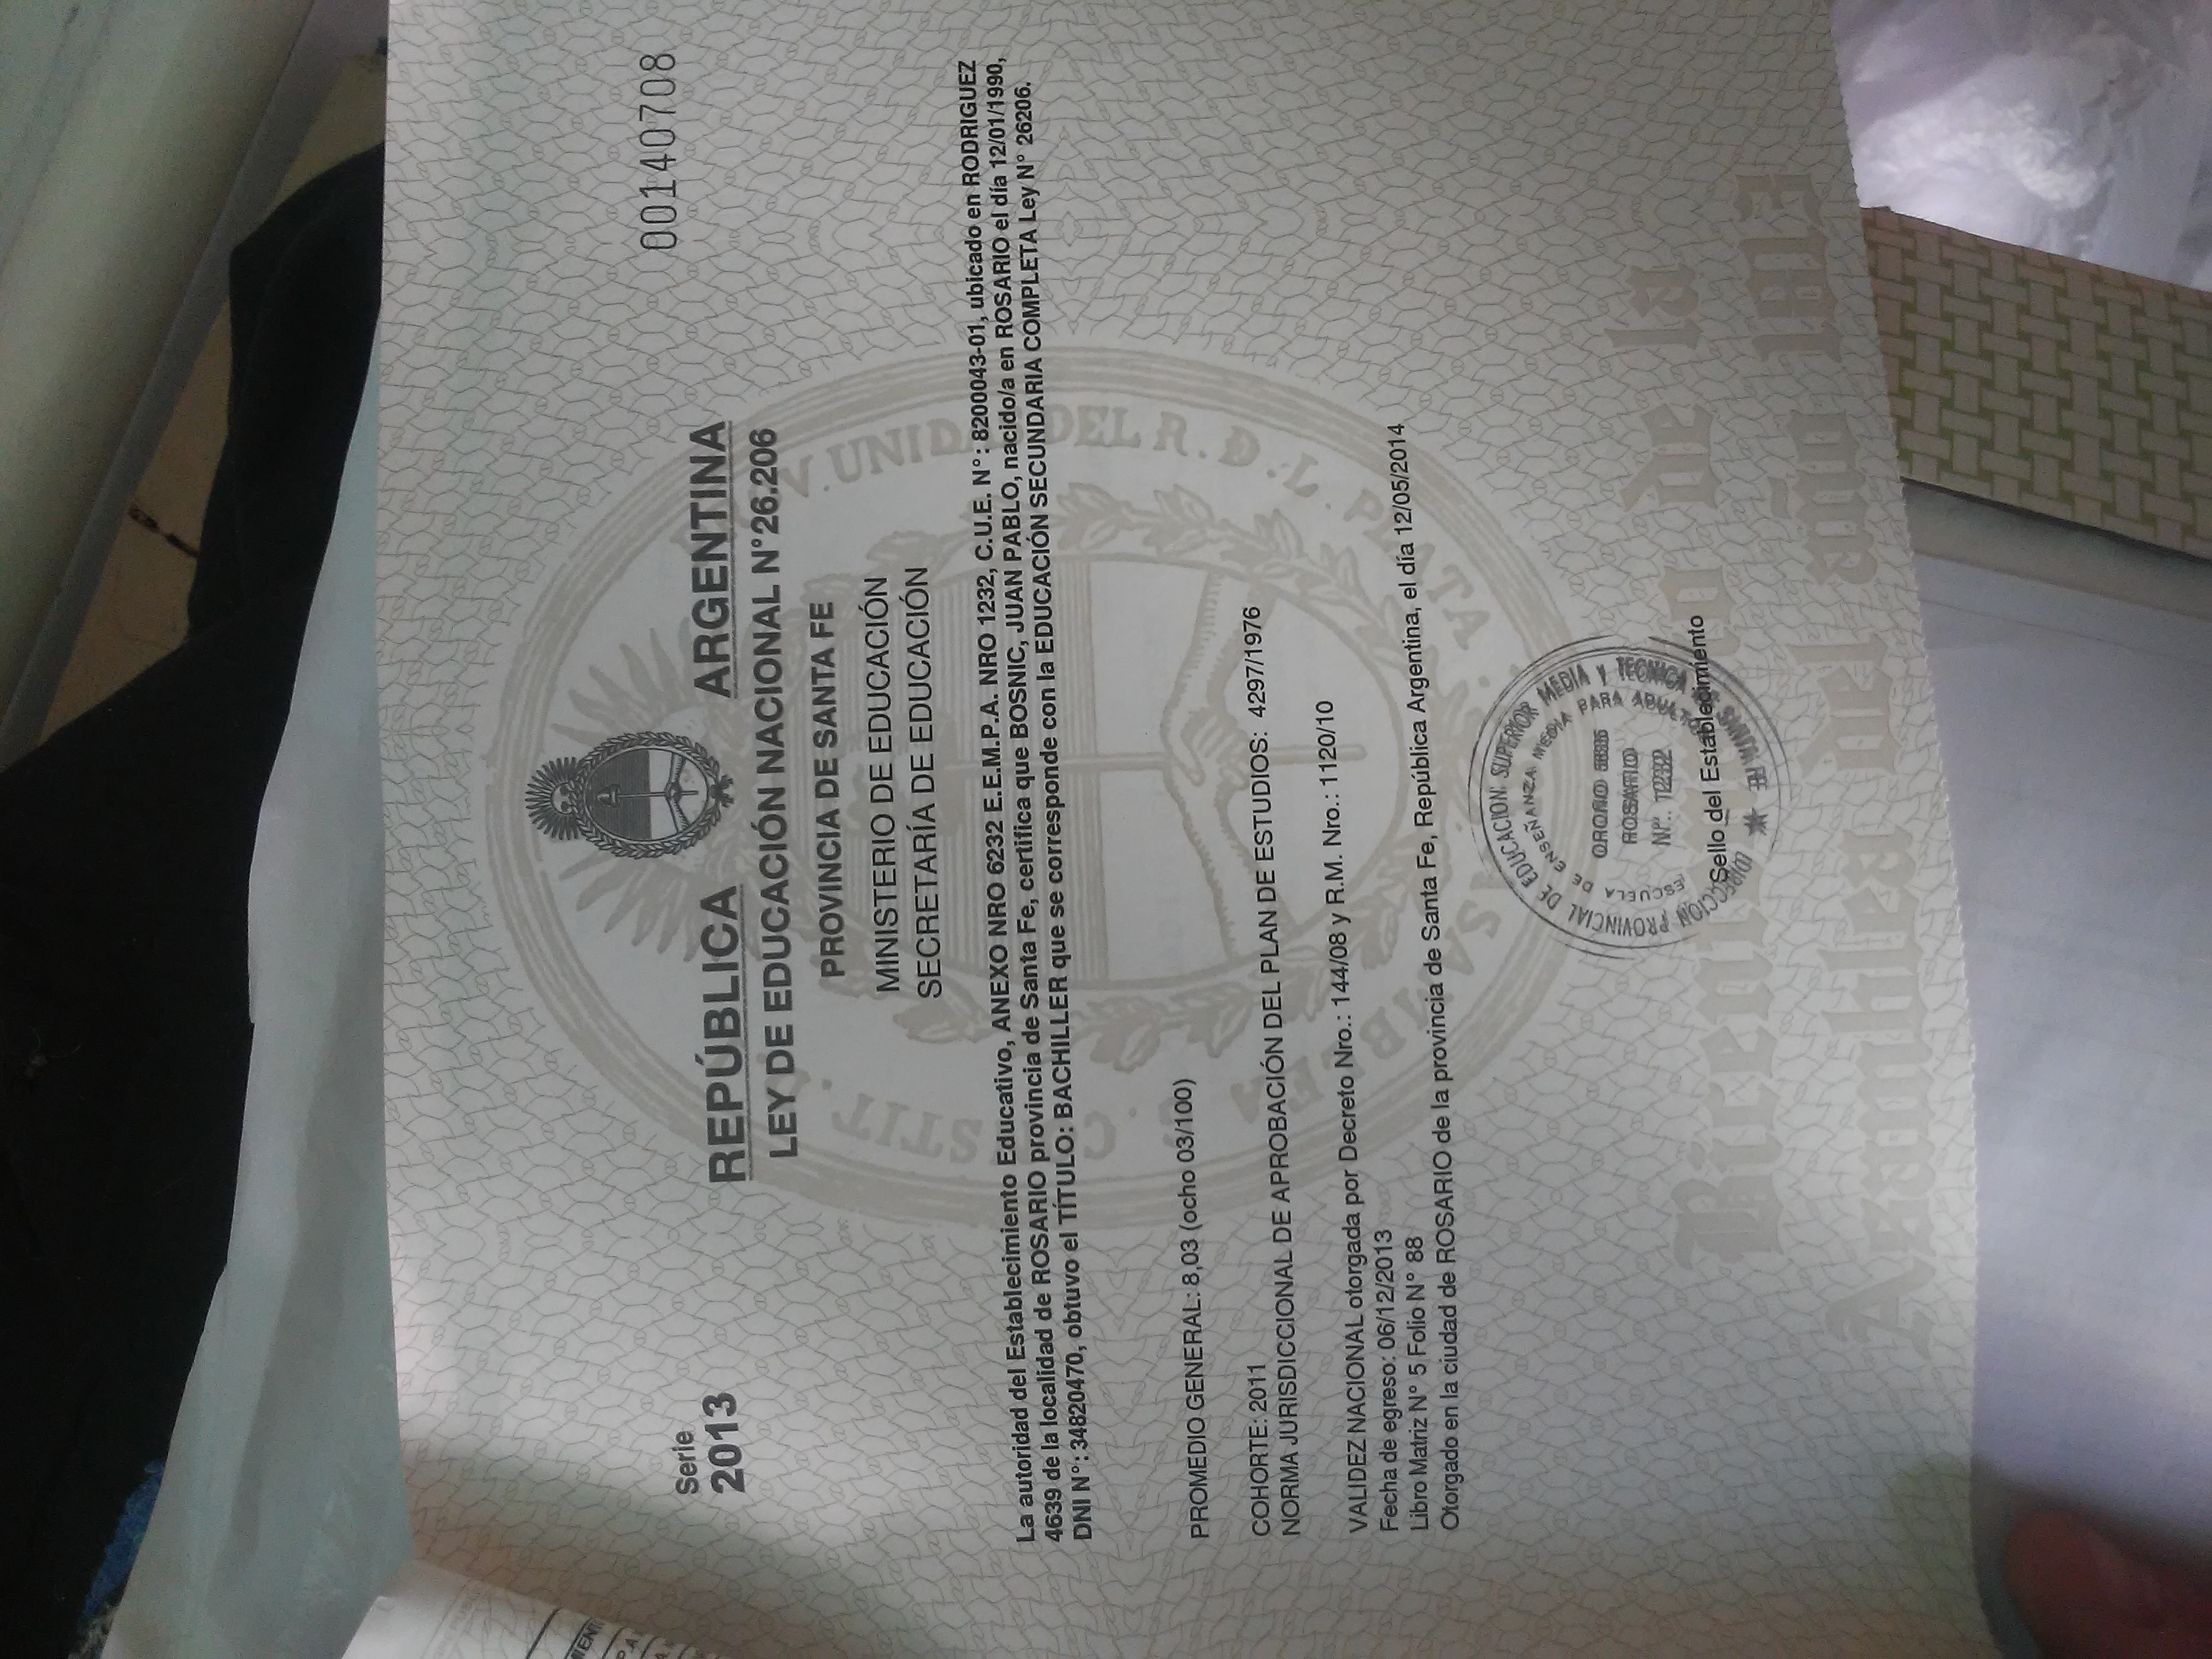 Serie
2013
00140708
REPÚBLICA ARGENTINA
LEY DE EDUCACIÓN NACIONAL N°26.206
PROVINCIA DE SANTA FE
MINISTERIO DE EDUCACIÓN
SECRETARÍA DE EDUCACIÓN
La autoridad del Establecimiento Educativo, ANEXO NRO 6232 E.E.M.P.A. NRO 1232, C.U.E. N°: 8200043-01, ubicado en RODRIGUEZ
4639 de la localidad de ROSARIO provincia de Santa Fe, certifica que BOSNIC, JUAN PABLO, nacido/a en ROSARIO el día 12/01/1990,
DNI N°: 34820470, obtuvo el TÍTULO: BACHILLER que se corresponde con la EDUCACIÓN SECUNDARIA COMPLETA Ley N° 26206.
PROMEDIO GENERAL: 8,03 (ocho 03/100)
COHORTE: 2011
NORMA JURISDICCIONAL DE APROBACIÓN DEL PLAN DE ESTUDIOS: 4297/1976
VALIDEZ NACIONAL otorgada por Decreto Nro.: 144/08 y R.M. Nro.: 1120/10
Fecha de egreso: 06/12/2013
Libro Matriz N° 5 Folio N° 88
Otorgado en la ciudad de ROSARIO de la provincia de Santa Fe, República Argentina, el día 12/05/2014
DIRECCION PROVINCIAL DE EDUCACION SUPERIOR MEDIA Y TECNICA SANTA FE
ESCUELA DE ENSEÑANZA MEDIA PARA ADULTOS
OROÑO
ROSARIO
Nº. 1232
Sello del Establecimiento
Bicentenario de la
Asamblea del año 1813